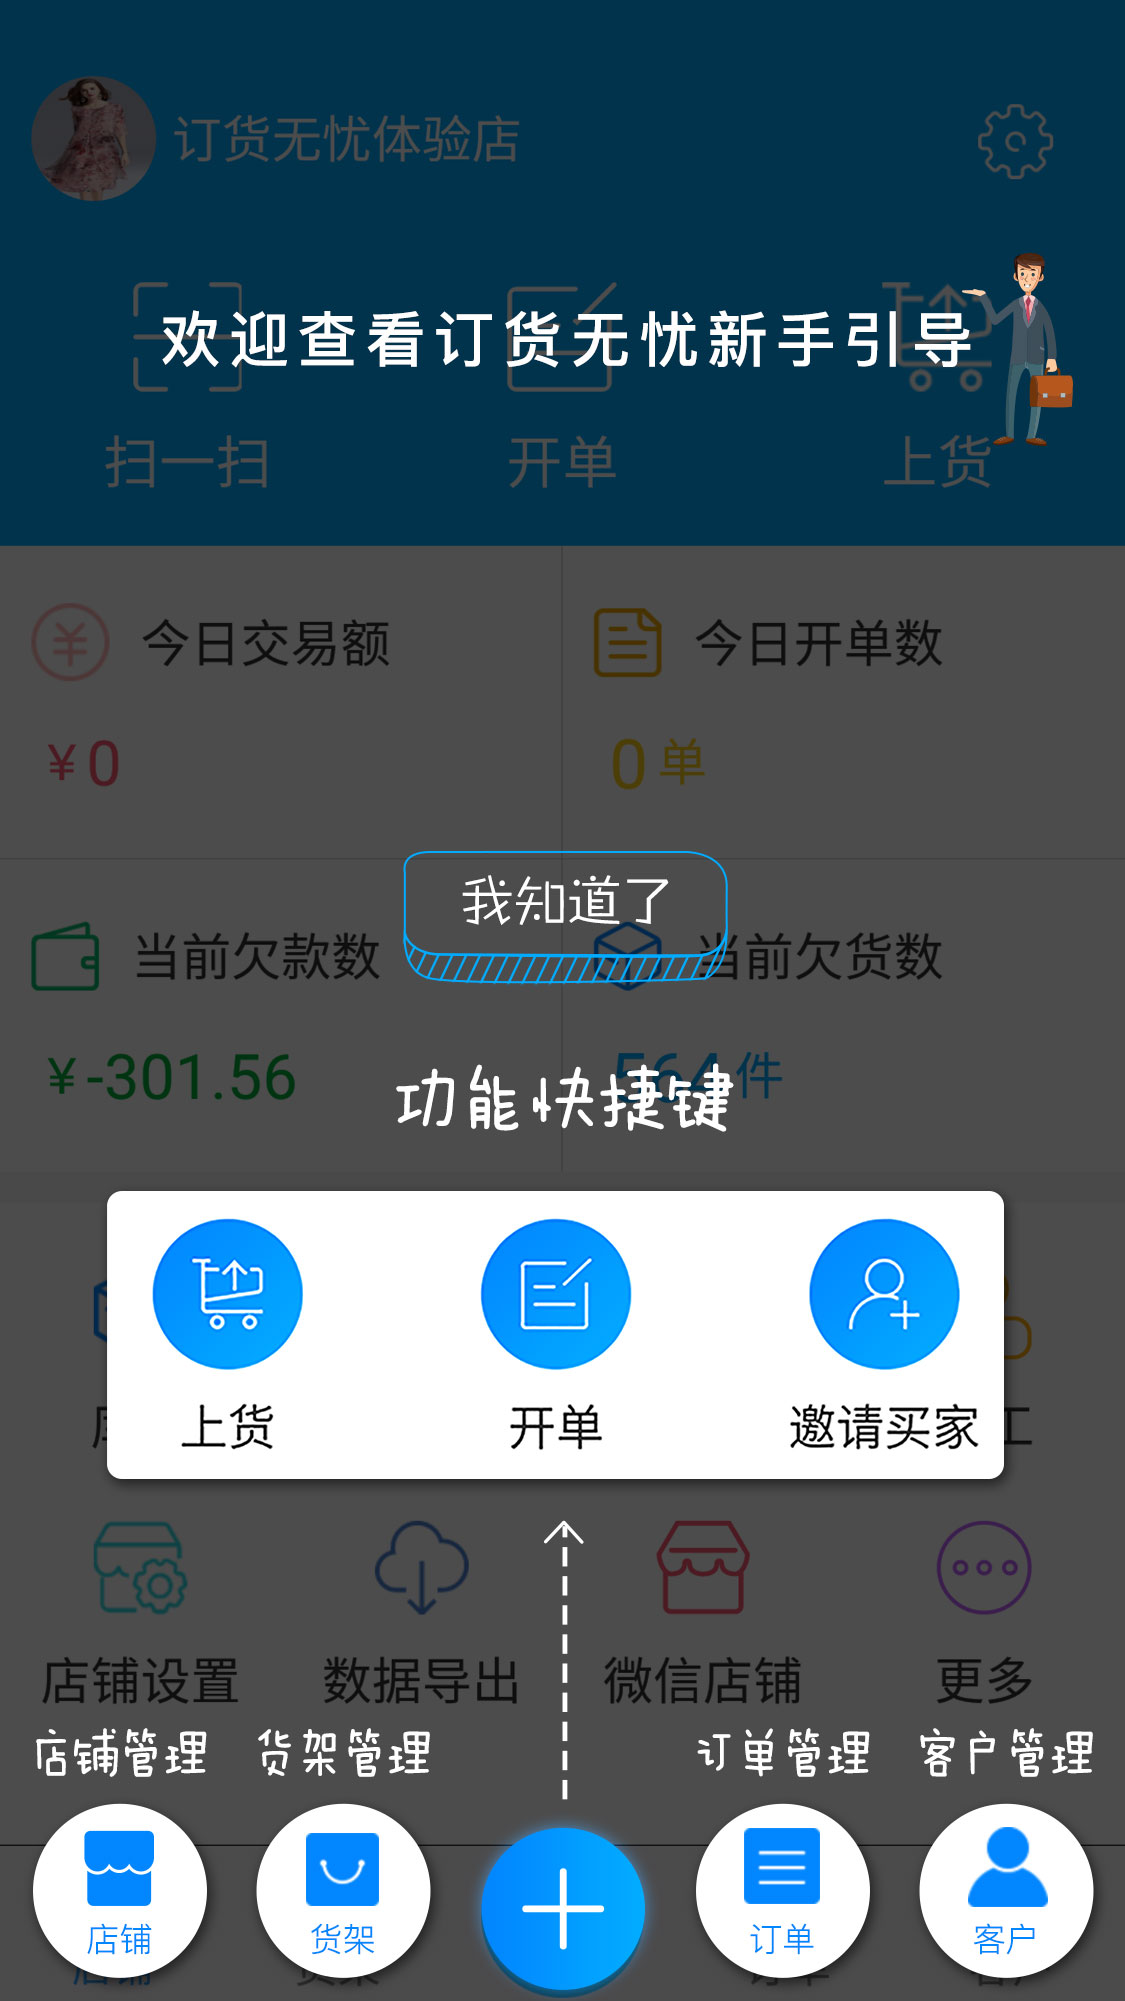 订货无忧体验店
欢迎查看订货无忧新手引导
扫一扫 开单 上货
今日交易额 今日开单数
¥0 0单
我知道了
当前欠款数 当前欠货数
¥-301.56 564件
功能快捷键
上货 开单 邀请买家
工
店铺设置 数据导出 微信店铺 更多
店铺管理 货架管理 订单管理 客户管理
店铺 货架 订单 客户